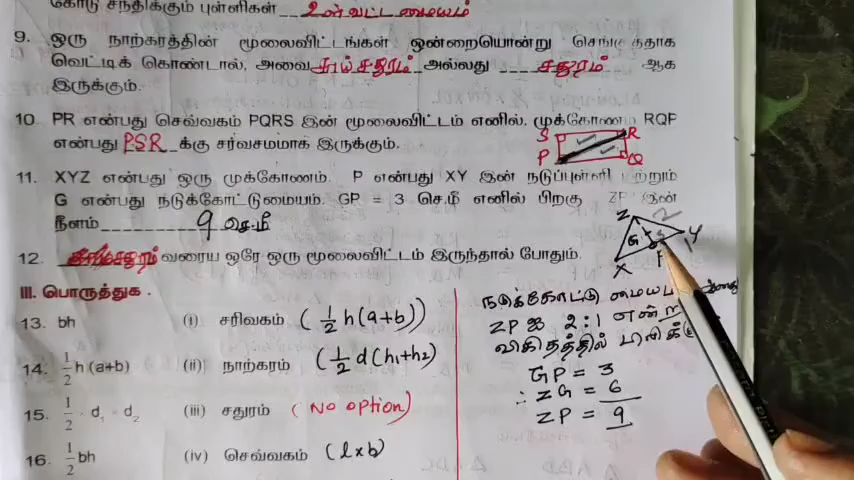 கோடு சந்திக்கும் புள்ளிகள் உள்வட்ட மையம்
9. ஒரு நாற்கரத்தின் மூலைவிட்டங்கள் ஒன்றையொன்று செங்குத்தாக
வெட்டிக் கொண்டால், அவை சாய்சதுரம் அல்லது சதுரம் ஆக
இருக்கும்.
10. PR என்பது செவ்வகம் PQRS இன் மூலைவிட்டம் எனில், முக்கோணம் RQP
என்பது PSR க்கு சர்வசமமாக இருக்கும்.
S R
P Q
11. XYZ என்பது ஒரு முக்கோணம். P என்பது XY இன் நடுப்புள்ளி மற்றும்
G என்பது நடுக்கோட்டுமையம். GP = 3 செ.மீ எனில் பிறகு ZP இன்
நீளம் 9 செ.மீ
Z 2 Y
G
X P
12. வரைய ஒரே ஒரு மூலைவிட்டம் இருந்தால் போதும்.
III. பொருத்துக .
13. bh (i) சரிவகம் (1/2 h(a+b))
14. 1/2 h(a+b) (ii) நாற்கரம் (1/2 d(h1+h2)
15. 1/2 · d1 · d2 (iii) சதுரம் (No option)
16. 1/2 bh (iv) செவ்வகம் (l×b)
நடுக்கோட்டு
ZP ஐ 2:1 என்ற
விகிதத்தில்
GP = 3
∴ ZG = 6
ZP = 9